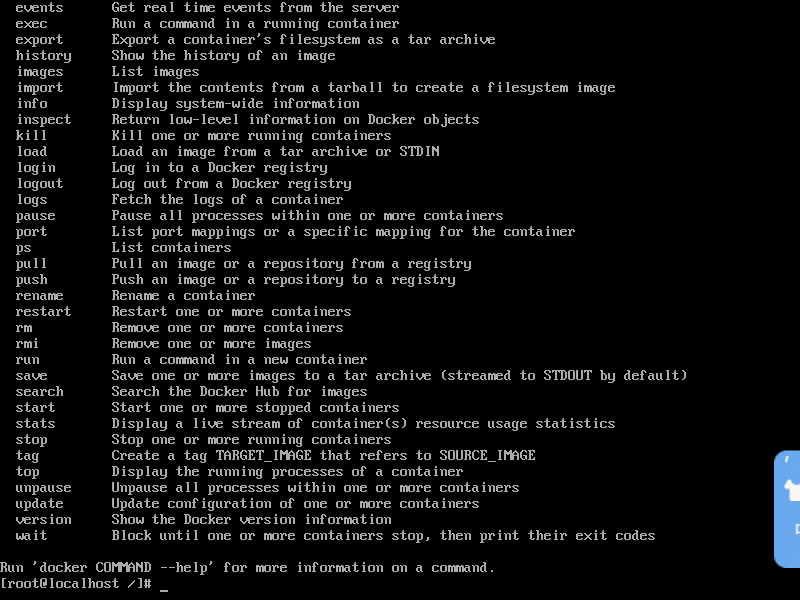 events      Get real time events from the server
exec        Run a command in a running container
export      Export a container's filesystem as a tar archive
history     Show the history of an image
images      List images
import      Import the contents from a tarball to create a filesystem image
info        Display system-wide information
inspect     Return low-level information on Docker objects
kill        Kill one or more running containers
load        Load an image from a tar archive or STDIN
login       Log in to a Docker registry
logout      Log out from a Docker registry
logs        Fetch the logs of a container
pause       Pause all processes within one or more containers
port        List port mappings or a specific mapping for the container
ps          List containers
pull        Pull an image or a repository from a registry
push        Push an image or a repository to a registry
rename      Rename a container
restart     Restart one or more containers
rm          Remove one or more containers
rmi         Remove one or more images
run         Run a command in a new container
save        Save one or more images to a tar archive (streamed to STDOUT by default)
search      Search the Docker Hub for images
start       Start one or more stopped containers
stats       Display a live stream of container(s) resource usage statistics
stop        Stop one or more running containers
tag         Create a tag TARGET_IMAGE that refers to SOURCE_IMAGE
top         Display the running processes of a container
unpause     Unpause all processes within one or more containers
update      Update configuration of one or more containers
version     Show the Docker version information
wait        Block until one or more containers stop, then print their exit codes
Run 'docker COMMAND --help' for more information on a command.
[root@localhost /]# _